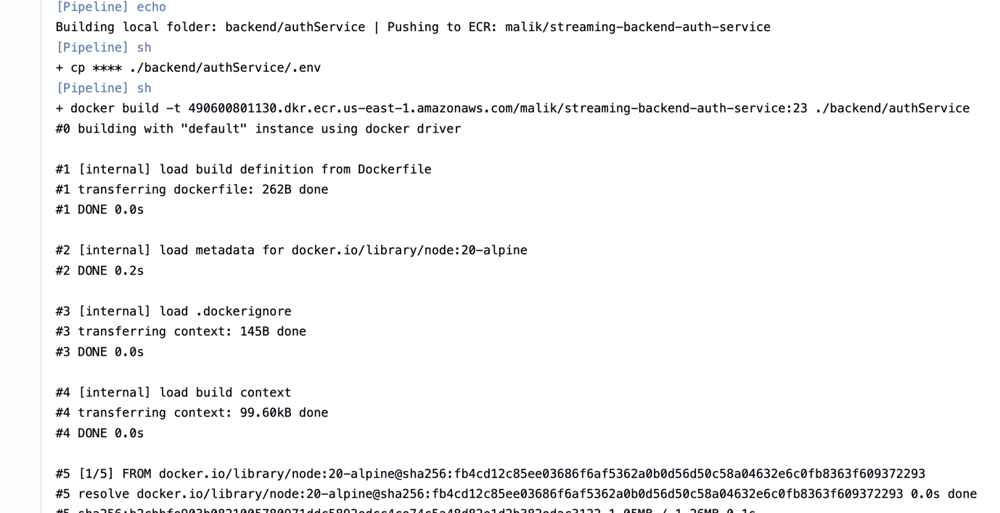 [Pipeline] echo
Building local folder: backend/authService | Pushing to ECR: malik/streaming-backend-auth-service
[Pipeline] sh
+ cp **** ./backend/authService/.env
[Pipeline] sh
+ docker build -t 490600801130.dkr.ecr.us-east-1.amazonaws.com/malik/streaming-backend-auth-service:23 ./backend/authService
#0 building with "default" instance using docker driver
#1 [internal] load build definition from Dockerfile
#1 transferring dockerfile: 262B done
#1 DONE 0.0s
#2 [internal] load metadata for docker.io/library/node:20-alpine
#2 DONE 0.2s
#3 [internal] load .dockerignore
#3 transferring context: 145B done
#3 DONE 0.0s
#4 [internal] load build context
#4 transferring context: 99.60kB done
#4 DONE 0.0s
#5 [1/5] FROM docker.io/library/node:20-alpine@sha256:fb4cd12c85ee03686f6af5362a0b0d56d50c58a04632e6c0fb8363f609372293
#5 resolve docker.io/library/node:20-alpine@sha256:fb4cd12c85ee03686f6af5362a0b0d56d50c58a04632e6c0fb8363f609372293 0.0s done